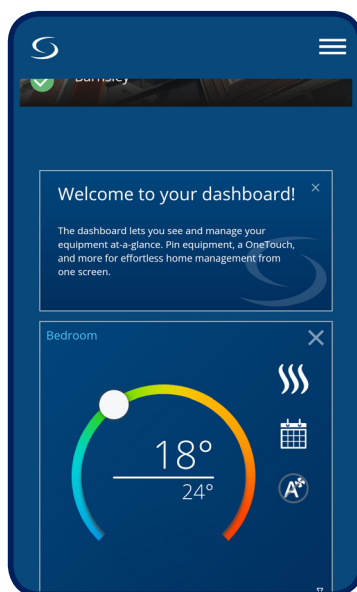 Barnsley
Welcome to your dashboard!
The dashboard lets you see and manage your
equipment at-a-glance. Pin equipment, a OneTouch,
and more for effortless home management from
one screen.
Bedroom
18°
24°
A